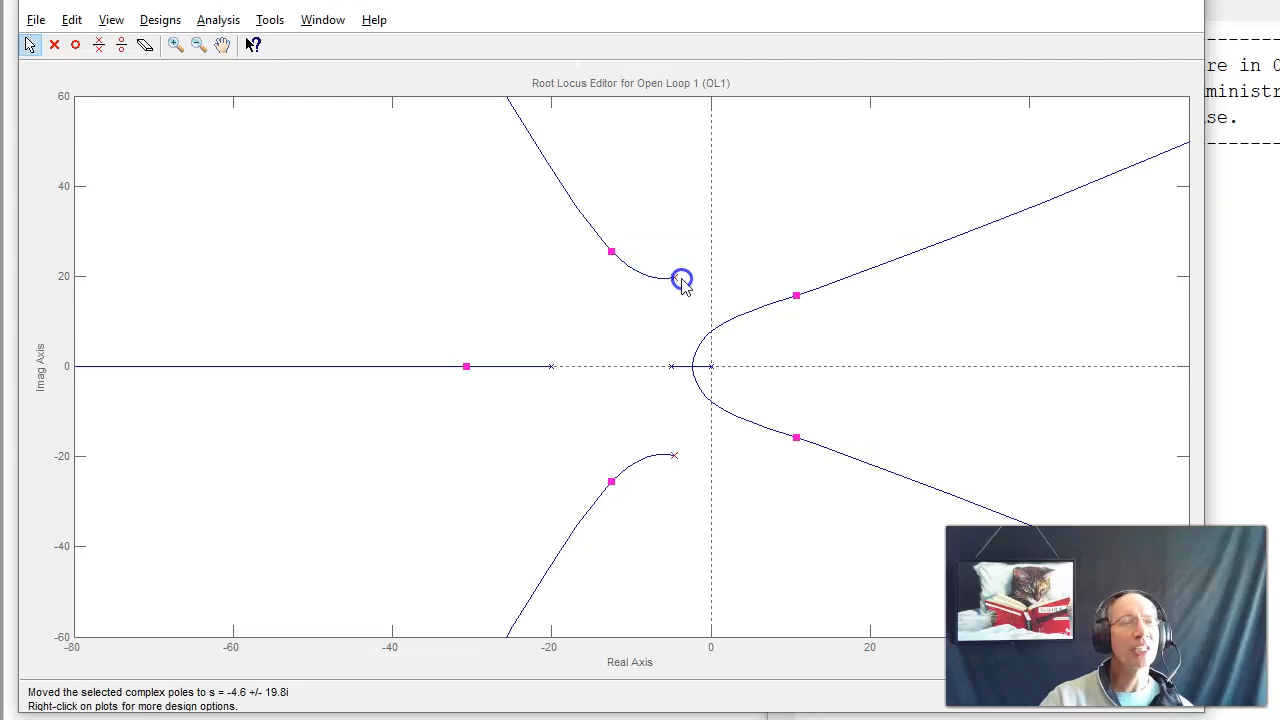 File Edit View Designs Analysis Tools Window Help
re in
ministr
se.
Root Locus Editor for Open Loop 1 (OL1)
60
40
20
0
-20
-40
-60
Imag Axis
-80 -60 -40 -20 0 20
Real Axis
Moved the selected complex poles to s = -4.6 +/- 19.8i
Right-click on plots for more design options.